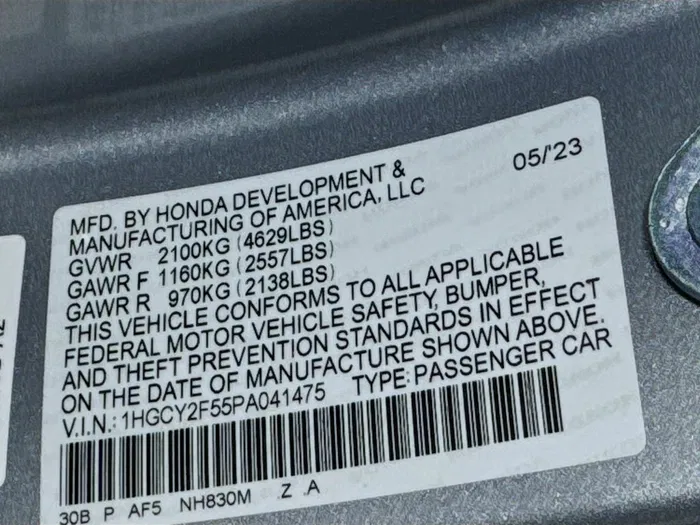 05/'23
MFD. BY HONDA DEVELOPMENT &
MANUFACTURING OF AMERICA, LLC
GVWR 2100KG (4629LBS)
GAWR F 1160KG (2557LBS)
GAWR R 970KG (2138LBS)
THIS VEHICLE CONFORMS TO ALL APPLICABLE
FEDERAL MOTOR VEHICLE SAFETY, BUMPER,
AND THEFT PREVENTION STANDARDS IN EFFECT
ON THE DATE OF MANUFACTURE SHOWN ABOVE.
V.I.N.: 1HGCY2F55PA041475 TYPE: PASSENGER CAR
30B P AF5 NH830M Z A